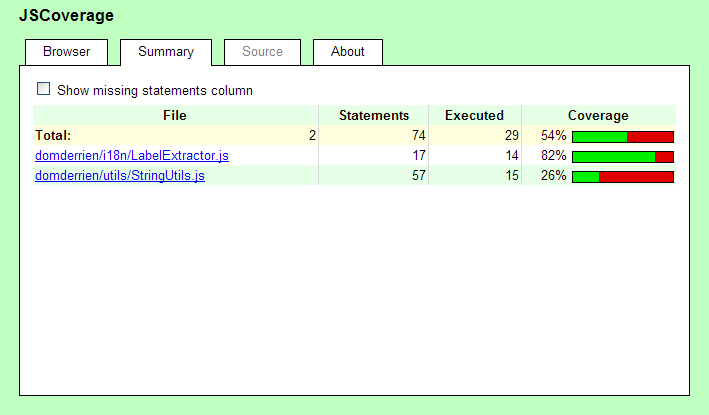 JSCoverage
Browser Summary Source About
Show missing statements column
File Statements Executed Coverage
Total: 2 74 29 54%
domderrien/i18n/LabelExtractor.js 17 14 82%
domderrien/utils/StringUtils.js 57 15 26%